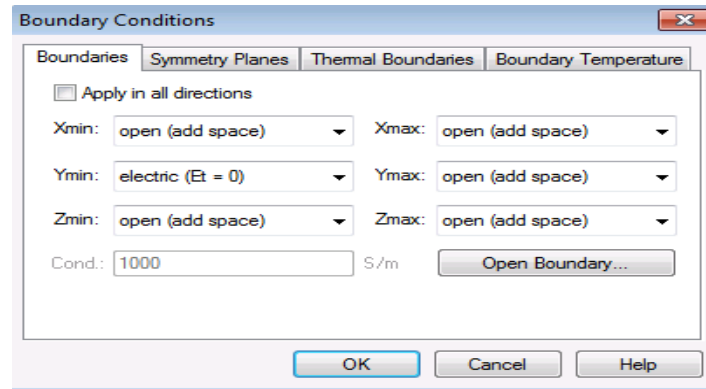 Boundary Conditions
Boundaries Symmetry Planes Thermal Boundaries Boundary Temperature
Apply in all directions
Xmin: open (add space) Xmax: open (add space)
Ymin: electric (Et = 0) Ymax: open (add space)
Zmin: open (add space) Zmax: open (add space)
Cond.: 1000 S/m Open Boundary...
OK Cancel Help